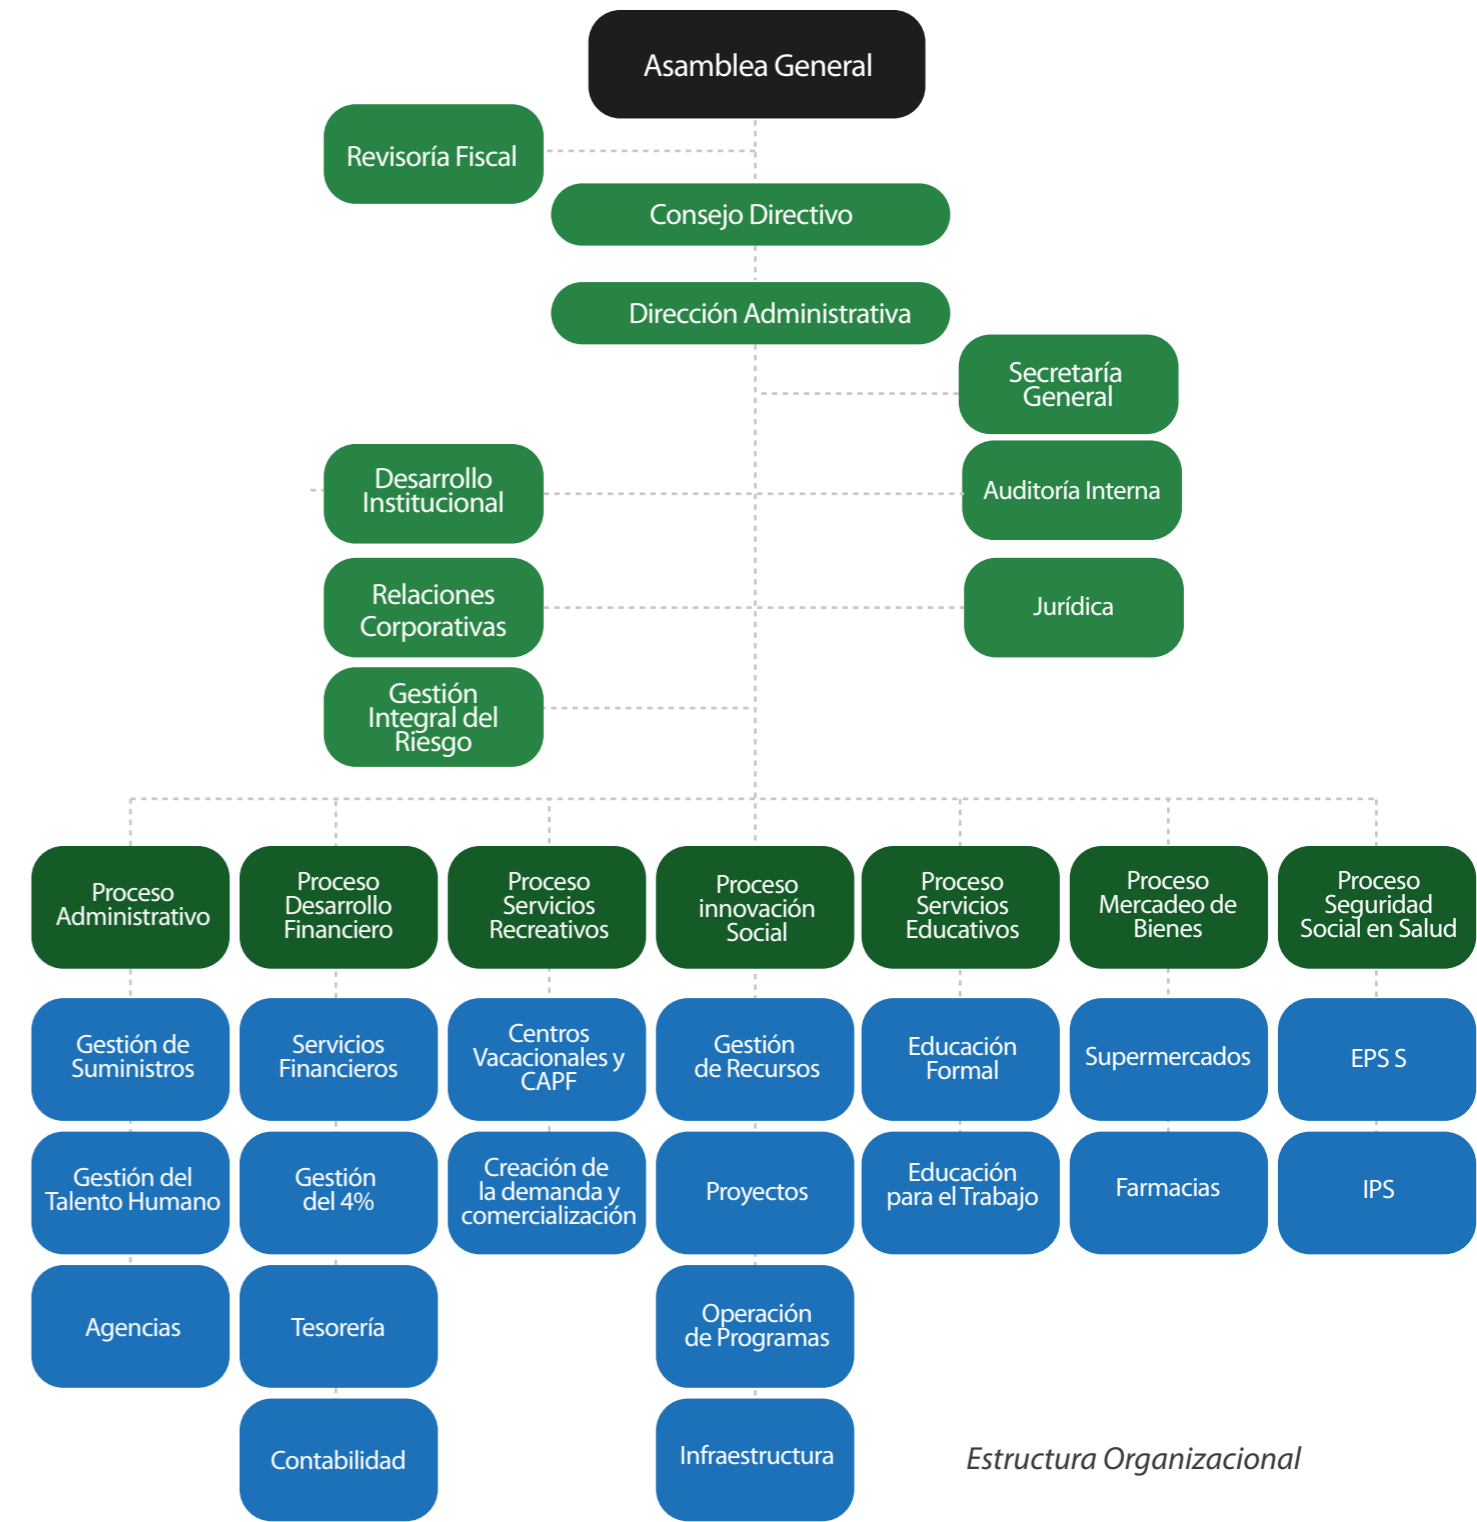 Asamblea General
Revisoría Fiscal
Consejo Directivo
Dirección Administrativa
Secretaría
General
Desarrollo
Institucional
Auditoría Interna
Relaciones
Corporativas
Jurídica
Gestión
Integral del
Riesgo
Proceso
Administrativo
Proceso
Desarrollo
Financiero
Proceso
Servicios
Recreativos
Proceso
innovación
Social
Proceso
Servicios
Educativos
Proceso
Mercadeo de
Bienes
Proceso
Seguridad
Social en Salud
Gestión de
Suministros
Servicios
Financieros
Centros
Vacacionales y
CAPF
Gestión
de Recursos
Educación
Formal
Supermercados
EPS S
Gestión del
Talento Humano
Gestión
del 4%
Creación de
la demanda y
comercialización
Proyectos
Educación
para el Trabajo
Farmacias
IPS
Agencias
Tesorería
Operación
de Programas
Contabilidad
Infraestructura
Estructura Organizacional